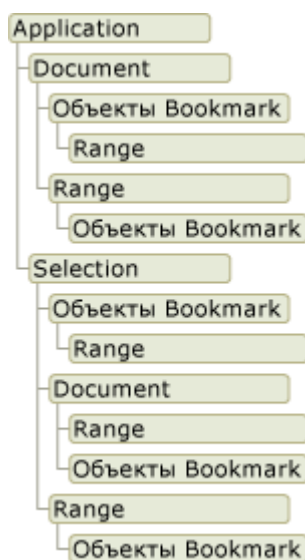 Application
Document
Объекты Bookmark
Range
Range
Объекты Bookmark
Selection
Объекты Bookmark
Range
Document
Range
Объекты Bookmark
Range
Объекты Bookmark